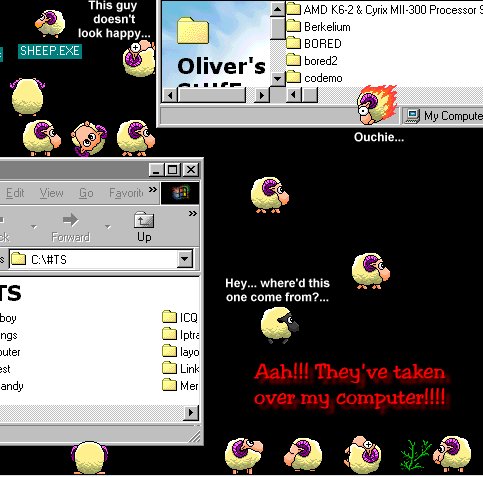 This guy
doesn't
look happy...
SHEEP.EXE
Oliver's
AMD K6-2 & Cyrix MII-300 Processor S
Berkelium
BORED
bored2
codemo
My Compute
Ouchie...
Edit View Go Favorit »
ck Forward Up »
s C:\#TS
TS
boy
ngs
outer
est
andy
ICQ
Iptra
layo
Link
Mer
Hey... where'd this
one come from?...
Aah!!! They've taken
over my computer!!!!